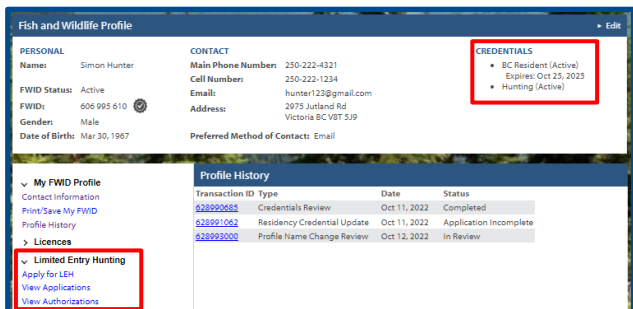 Fish and Wildlife Profile
▸ Edit
PERSONAL
Name: Simon Hunter
FWID Status: Active
FWID: 606 995 610
Gender: Male
Date of Birth: Mar 30, 1967
CONTACT
Main Phone Number: 250-222-4321
Cell Number: 250-222-1234
Email: hunter123@gmail.com
Address: 2975 Jutland Rd
Victoria BC V8T 5J9
Preferred Method of Contact: Email
CREDENTIALS
• BC Resident (Active)
Expires: Oct 25, 2025
• Hunting (Active)
My FWID Profile
Contact Information
Print/Save My FWID
Profile History
> Licences
Limited Entry Hunting
Apply for LEH
View Applications
View Authorizations
Profile History
Transaction ID Type Date Status
628990685 Credentials Review Oct 11, 2022 Completed
628991062 Residency Credential Update Oct 11, 2022 Application Incomplete
628993000 Profile Name Change Review Oct 12, 2022 In Review